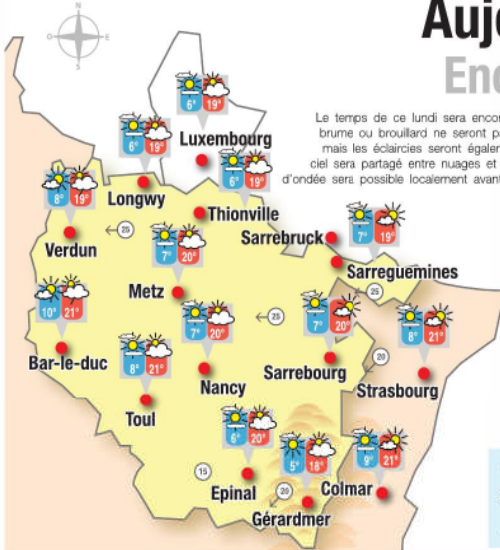 N
O
E
S
Aujo
En
Le temps de ce lundi sera encor
brume ou brouillard ne seront pa
mais les éclaircies seront égaler
ciel sera partagé entre nuages et
d'ondée sera possible localement avant
6° 19°
Luxembourg
6° 19°
Longwy
6° 19°
Thionville
8° 19°
Verdun
25
7° 19°
Sarrebruck
Sarreguemines
25
7° 20°
Metz
10° 21°
Bar-le-duc
7° 20°
Nancy
25
7° 20°
Sarrebourg
8° 21°
Strasbourg
20
8° 21°
Toul
6° 20°
Epinal
15
5° 18°
Gérardmer
20
9° 21°
Colmar